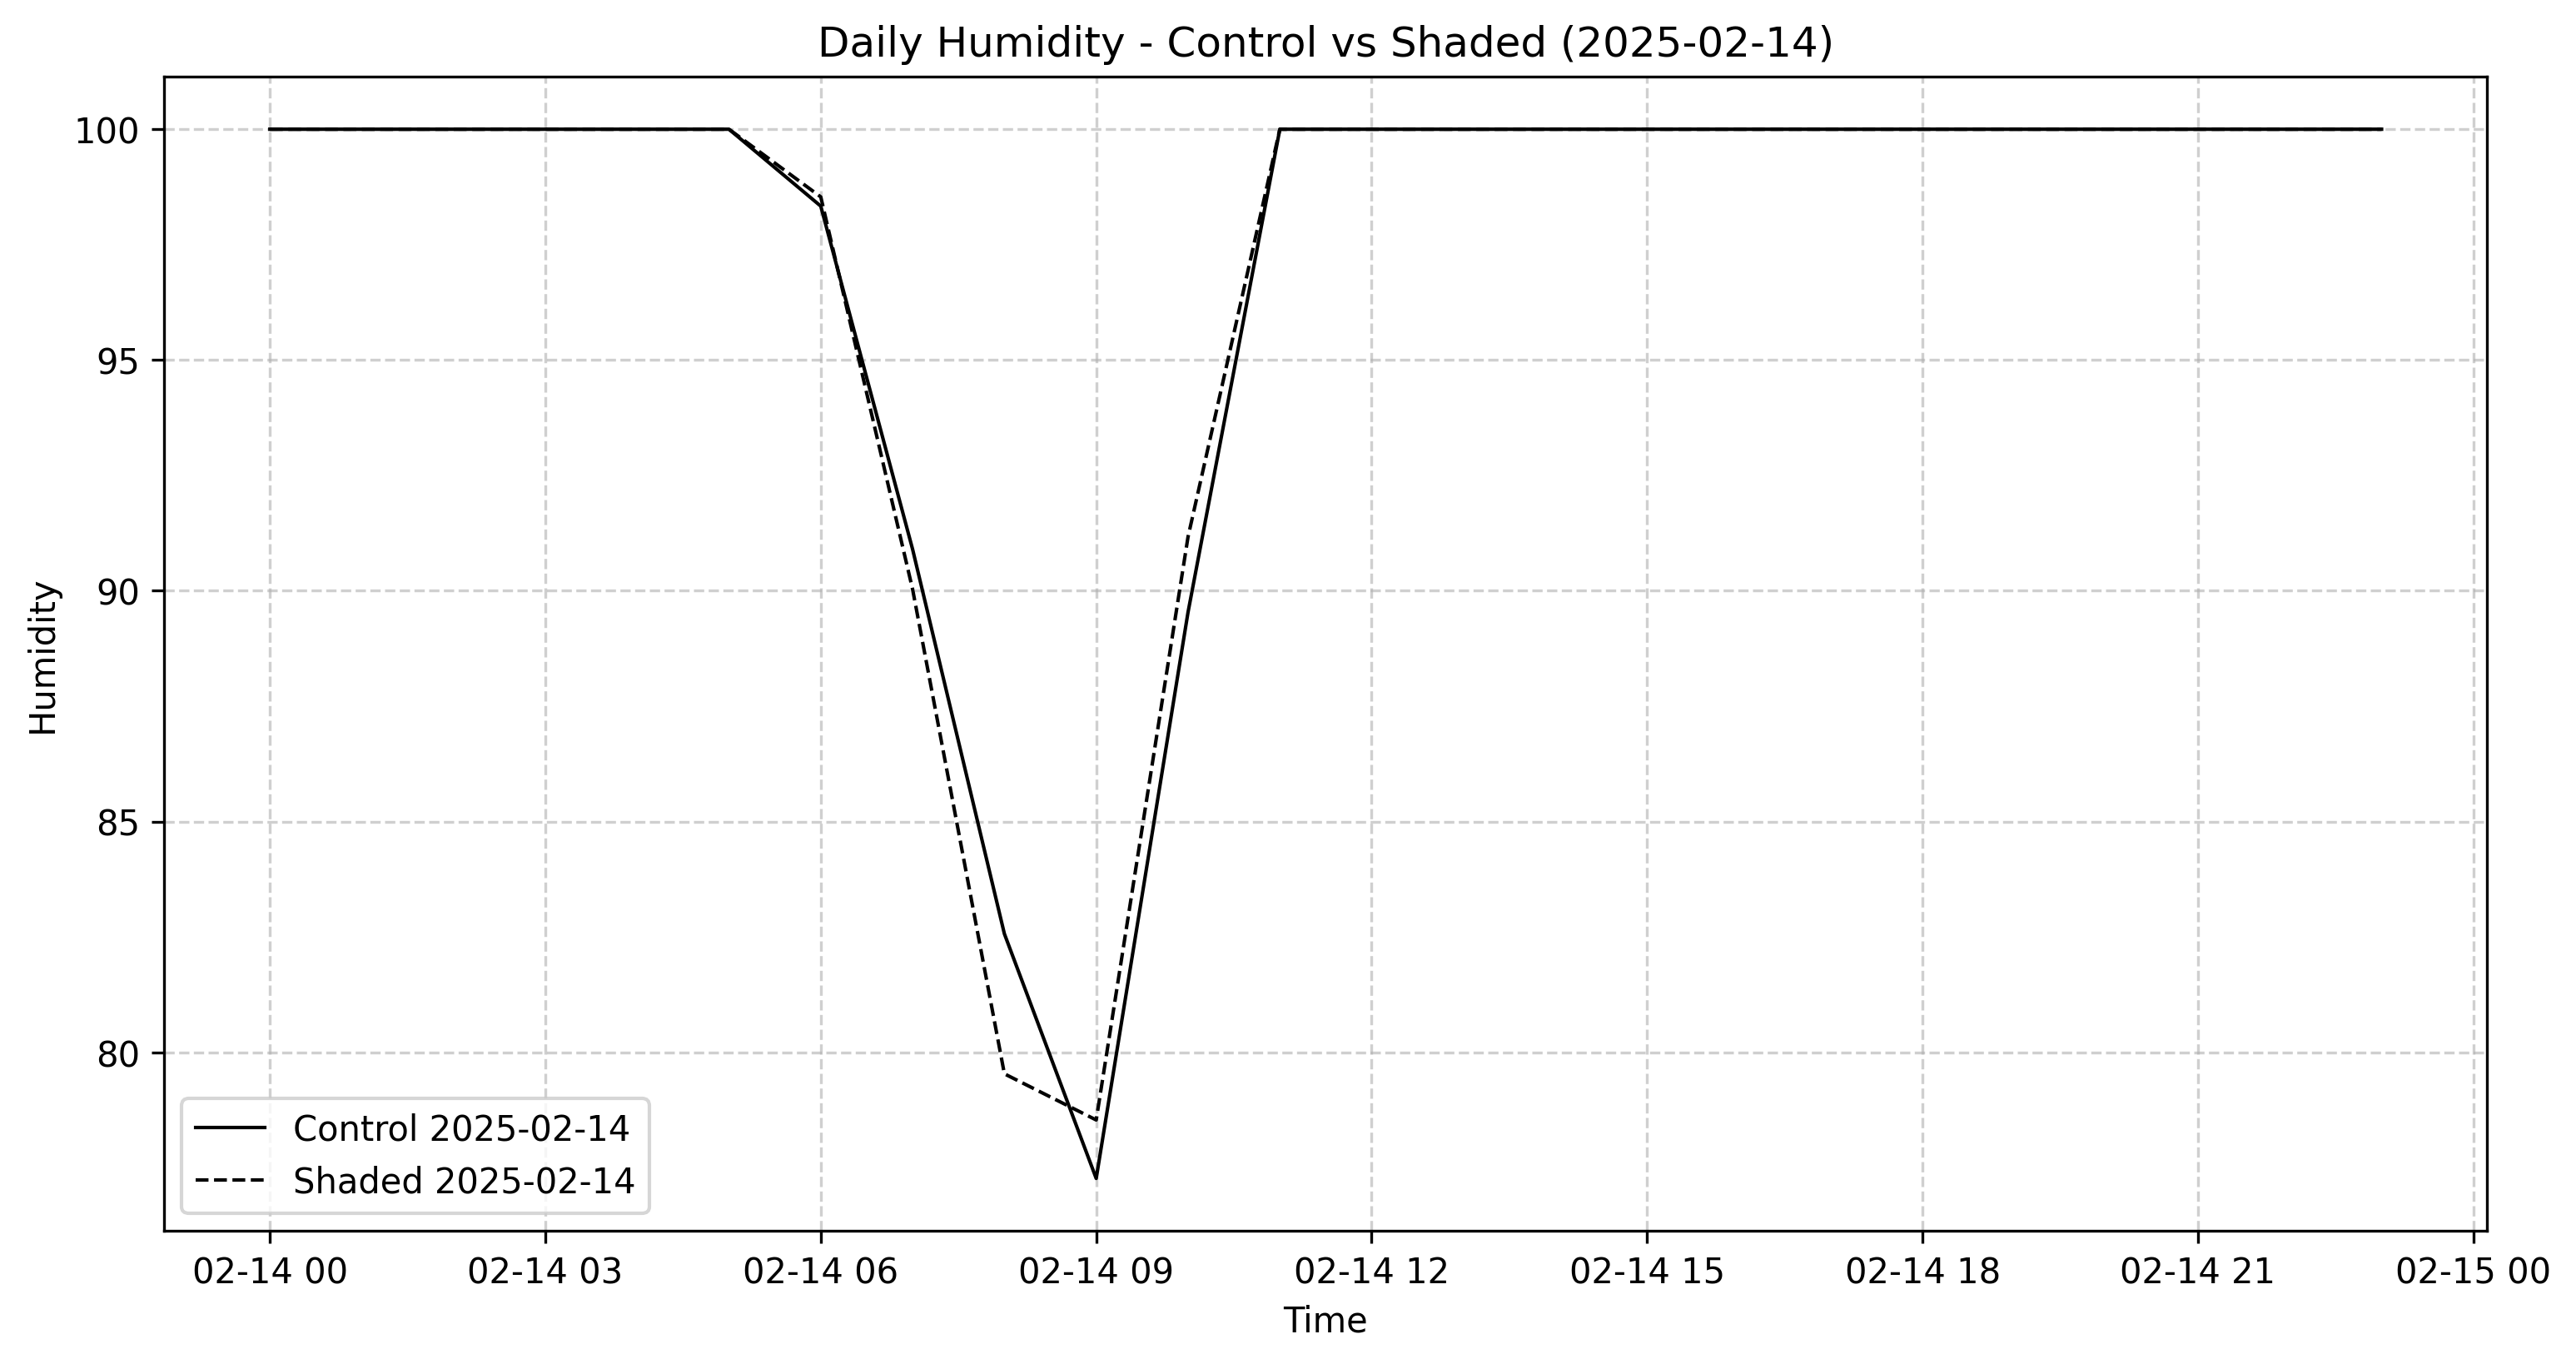 Daily Humidity - Control vs Shaded (2025-02-14)
Humidity
100
95
90
85
80
Control 2025-02-14
Shaded 2025-02-14
02-14 00 02-14 03 02-14 06 02-14 09 02-14 12 02-14 15 02-14 18 02-14 21 02-15 00
Time